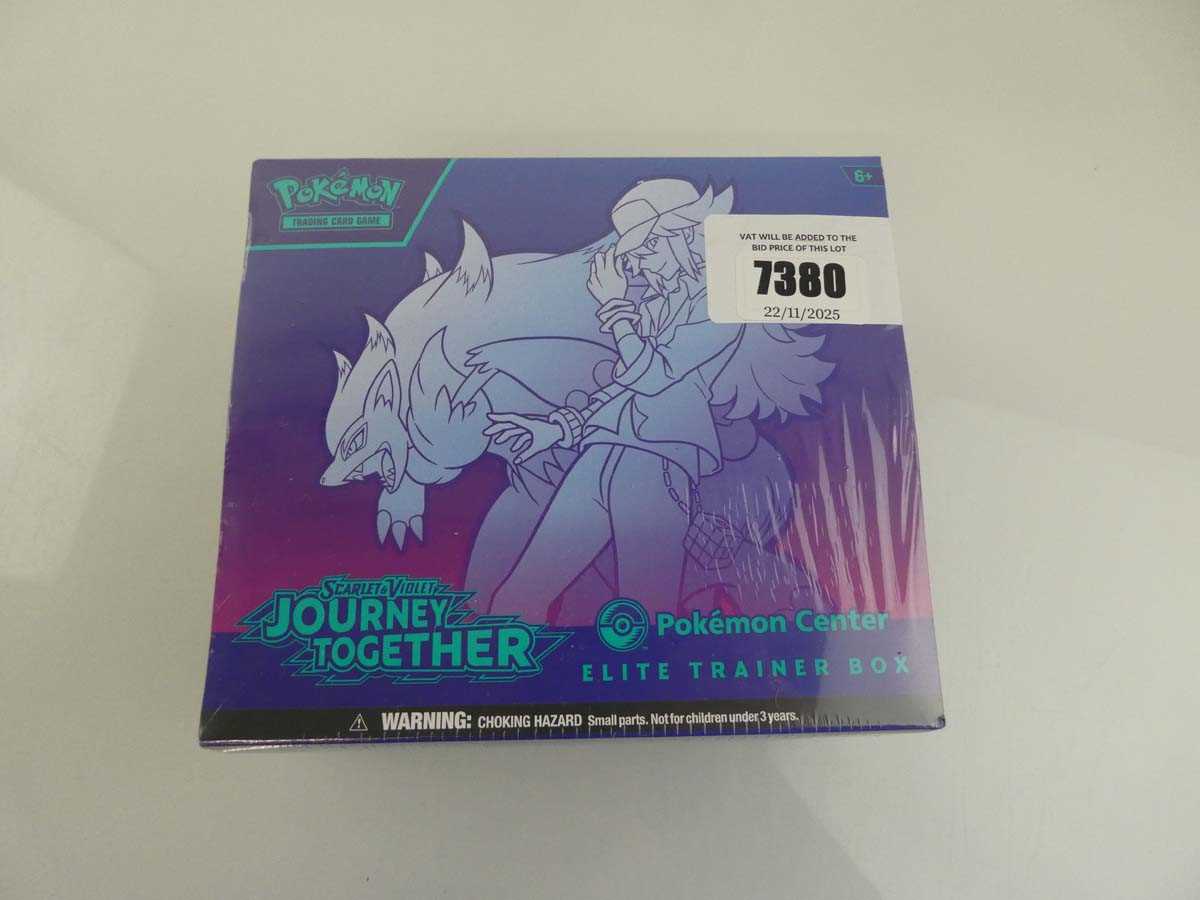 POKéMON
TRADING CARD GAME
6+
VAT WILL BE ADDED TO THE
BID PRICE OF THIS LOT
7380
22/11/2025
SCARLET & VIOLET
JOURNEY
TOGETHER
Pokémon Center
ELITE TRAINER BOX
WARNING: CHOKING HAZARD Small parts. Not for children under 3 years.